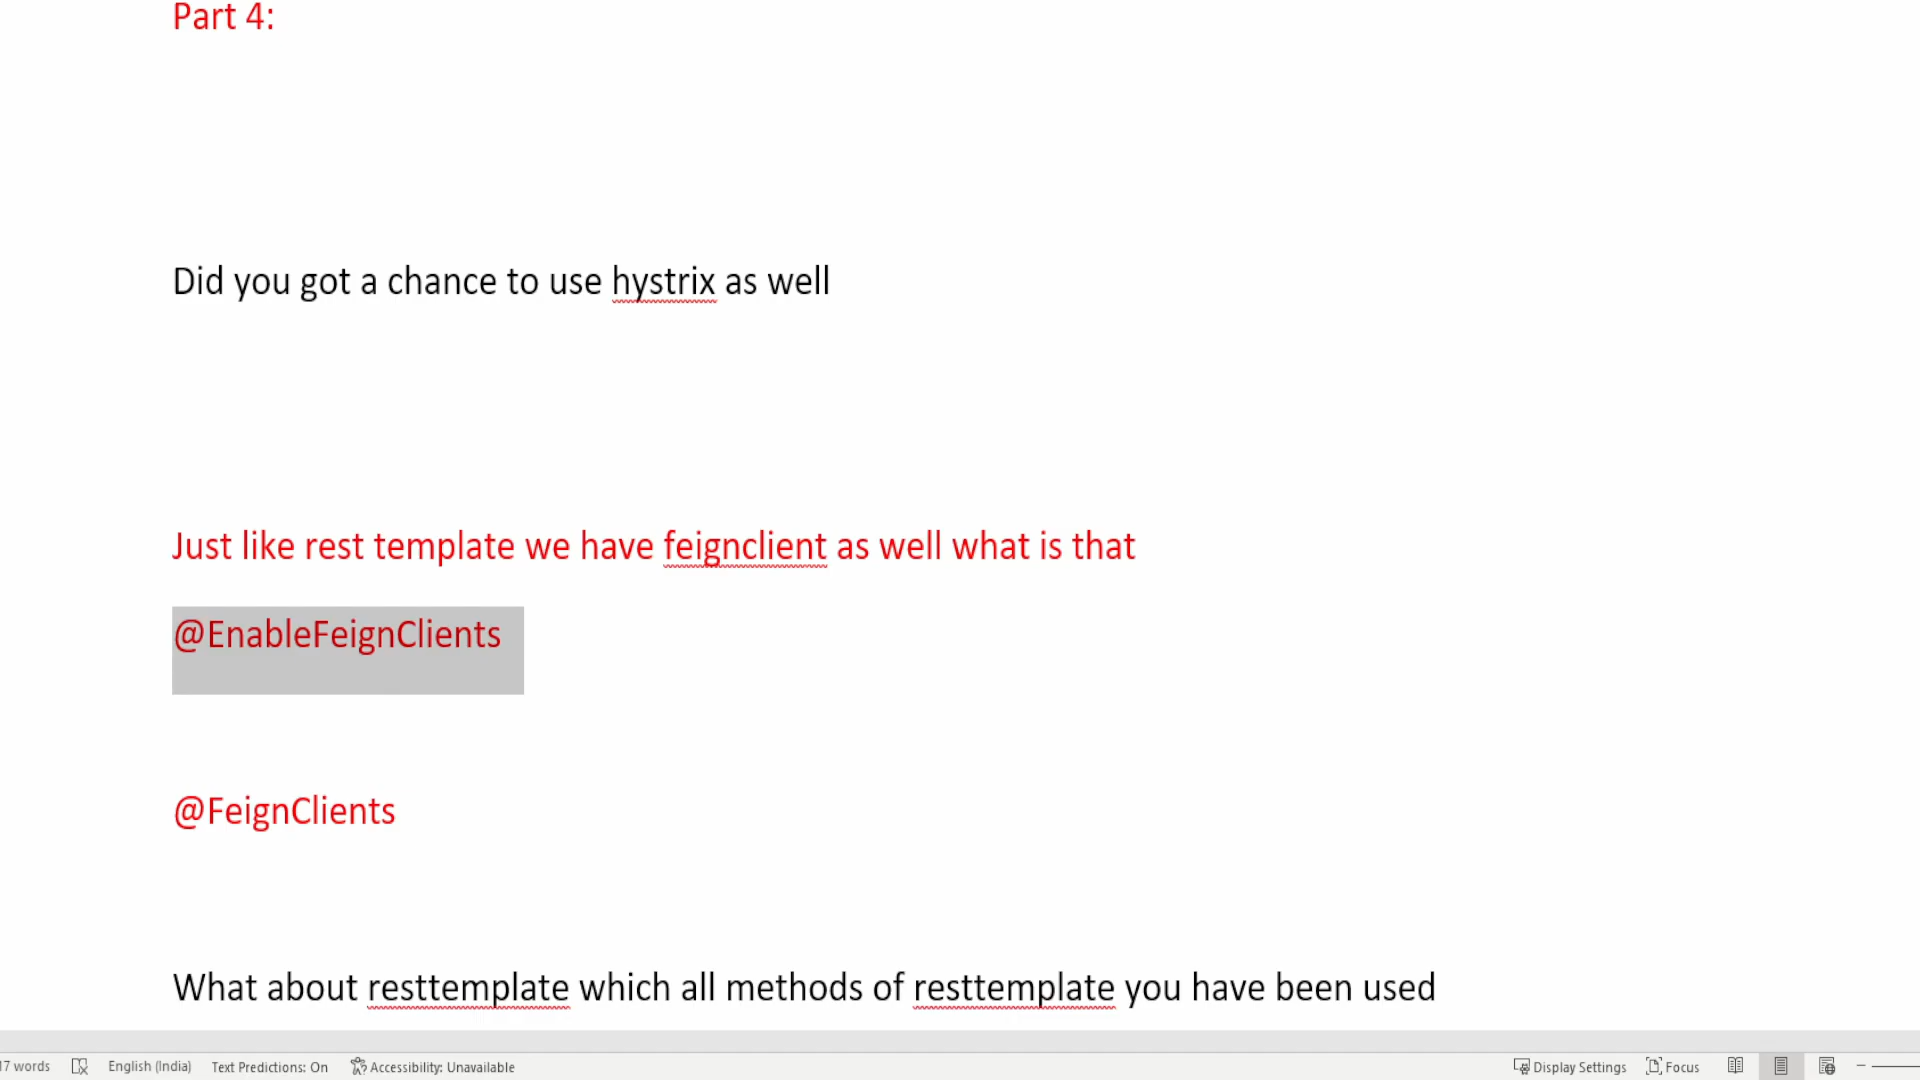 Part 4:
Did you got a chance to use hystrix as well
Just like rest template we have feignclient as well what is that
@EnableFeignClients
@FeignClients
What about resttemplate which all methods of resttemplate you have been used
17 words English (India) Text Predictions: On Accessibility: Unavailable Display Settings Focus